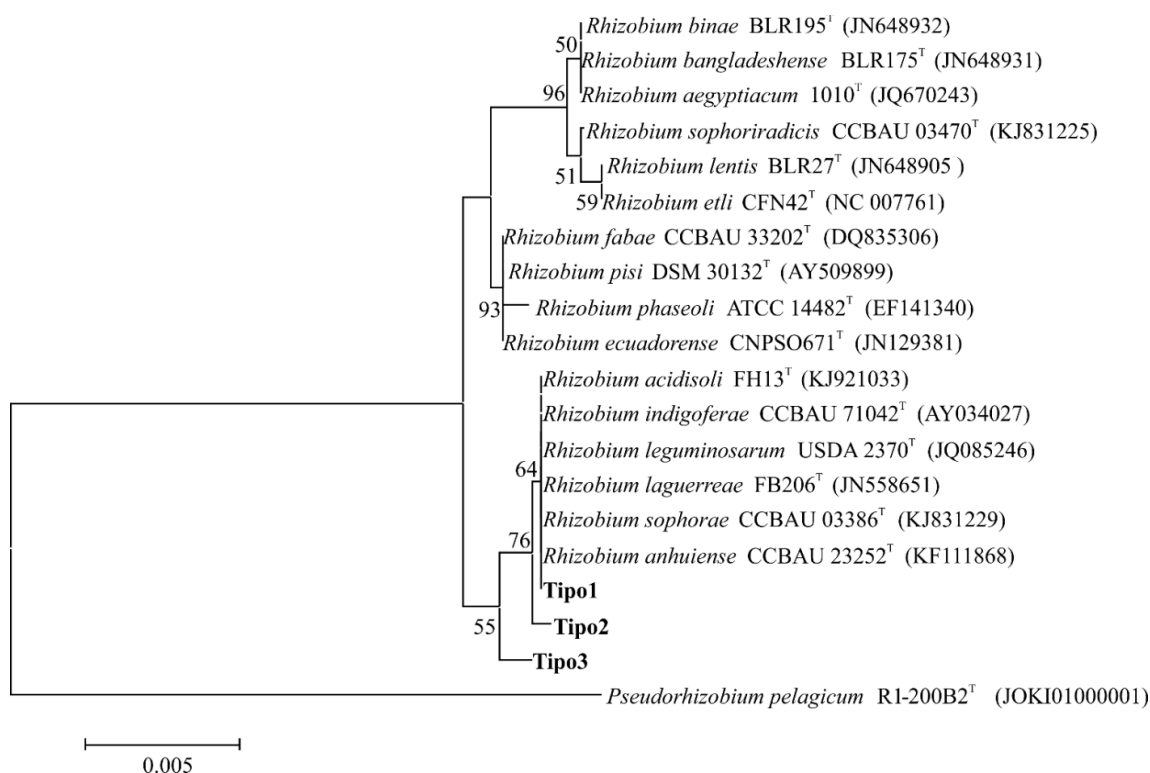 Rhizobium binae BLR195ᵀ (JN648932)
50
Rhizobium bangladeshense BLR175ᵀ (JN648931)
96
Rhizobium aegyptiacum 1010ᵀ (JQ670243)
Rhizobium sophoriradicis CCBAU 03470ᵀ (KJ831225)
Rhizobium lentis BLR27ᵀ (JN648905 )
51
59
Rhizobium etli CFN42ᵀ (NC 007761)
Rhizobium fabae CCBAU 33202ᵀ (DQ835306)
Rhizobium pisi DSM 30132ᵀ (AY509899)
93
Rhizobium phaseoli ATCC 14482ᵀ (EF141340)
Rhizobium ecuadorense CNPSO671ᵀ (JN129381)
Rhizobium acidisoli FH13ᵀ (KJ921033)
Rhizobium indigoferae CCBAU 71042ᵀ (AY034027)
Rhizobium leguminosarum USDA 2370ᵀ (JQ085246)
64
Rhizobium laguerreae FB206ᵀ (JN558651)
Rhizobium sophorae CCBAU 03386ᵀ (KJ831229)
76
Rhizobium anhuiense CCBAU 23252ᵀ (KF111868)
Tipo1
55
Tipo2
Tipo3
Pseudorhizobium pelagicum R1-200B2ᵀ (JOKI01000001)
0.005